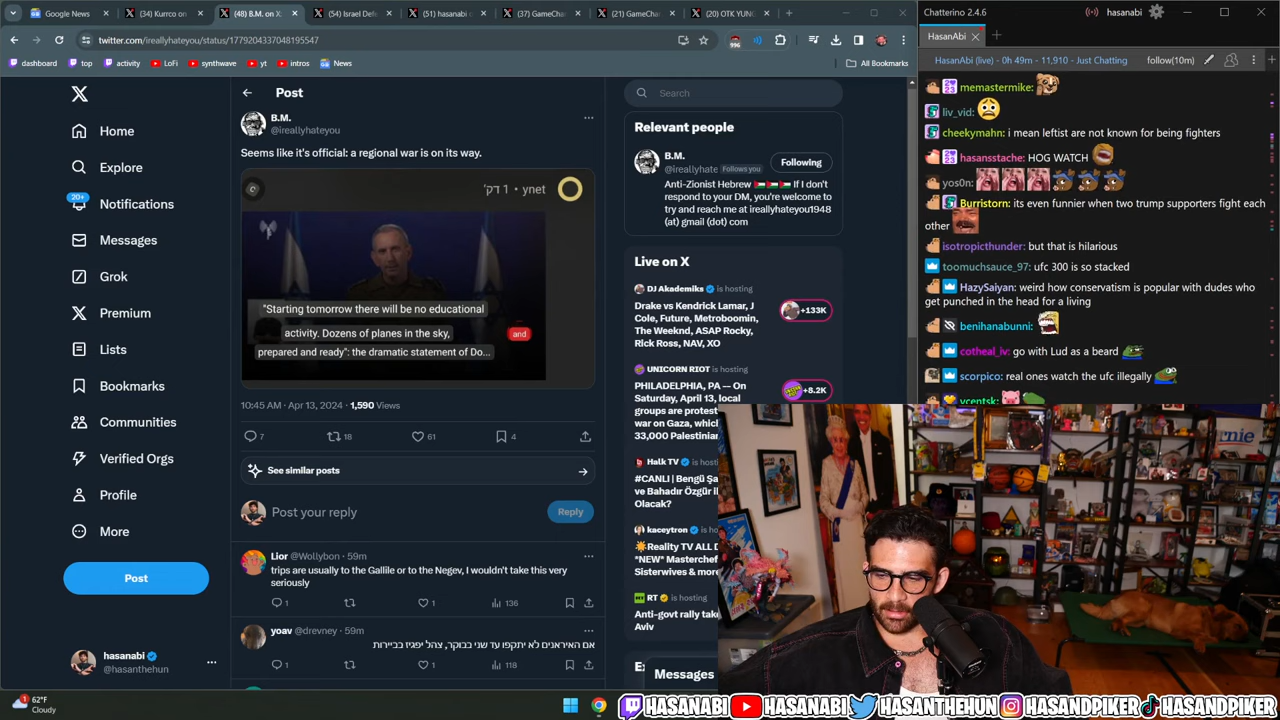 Google News
(34) Kurrco on
(48) B.M. on X:
(54) Israel Defe
(51) hasanabi o
(37) GameChar
(21) GameChar
(20) OTK YUNG
twitter.com/ireallyhateyou/status/1779204337048195547
996
dashboard
top
activity
LoFi
synthwave
yt
intros
News
All Bookmarks
Home
Explore
20+
Notifications
Messages
Grok
Premium
Lists
Bookmarks
Communities
Verified Orgs
Profile
More
Post
hasanabi
@hasanthehun
Post
B.M.
@ireallyhateyou
Seems like it's official: a regional war is on its way.
1 דק' • ynet
"Starting tomorrow there will be no educational
activity. Dozens of planes in the sky,
and
prepared and ready": the dramatic statement of Do...
10:45 AM · Apr 13, 2024 · 1,590 Views
7
18
61
4
See similar posts
Post your reply
Reply
Lior @Wollybon · 59m
trips are usually to the Gallile or to the Negev, I wouldn't take this very
seriously
1
1
136
yoav @drevney · 59m
אם האיראנים לא יתקפו עד שני בבוקר, צהל יפגיז בביירות
1
1
118
Search
Relevant people
B.M.
@ireallyhate
Follows you
Following
Anti-Zionist Hebrew 🇵🇸🇵🇸🇵🇸 If I don't
respond to your DM, you're welcome to
try and reach me at ireallyhateyou1948
(at) gmail (dot) com
Live on X
DJ Akademiks is hosting
Drake vs Kendrick Lamar, J
Cole, Future, Metroboomin,
The Weeknd, ASAP Rocky,
Rick Ross, NAV, XO
+133K
UNICORN RIOT is hosting
PHILADELPHIA, PA — On
Saturday, April 13, local
groups are protest
war on Gaza, which
33,000 Palestinian
+8.2K
Halk TV is h
#CANLI | Bengü Şa
ve Bahadır Özgür il
Olacak?
kaceytron is ho
☀️Reality TV ALL D
*NEW* Masterchef
Sisterwives & more
RT is hostin
Anti-govt rally take
Aviv
Messages
62°F
Cloudy
Chatterino 2.4.6
hasanabi
HasanAbi
HasanAbi (live) - 0h 49m - 11,910 - Just Chatting
follow(10m)
memastermike:
liv_vid:
cheekymahn: i mean leftist are not known for being fighters
hasansstache: HOG WATCH
yos0n:
Burristorn: its even funnier when two trump supporters fight each
other
isotropicthunder: but that is hilarious
toomuchsauce_97: ufc 300 is so stacked
HazySaiyan: weird how conservatism is popular with dudes who
get punched in the head for a living
benihanabunni:
cotheal_iv: go with Lud as a beard
scorpico: real ones watch the ufc illegally
vcentsk:
HASANABI
HASANABI
HASANTHEHUN
HASANDPIKER
HASANDPIKER